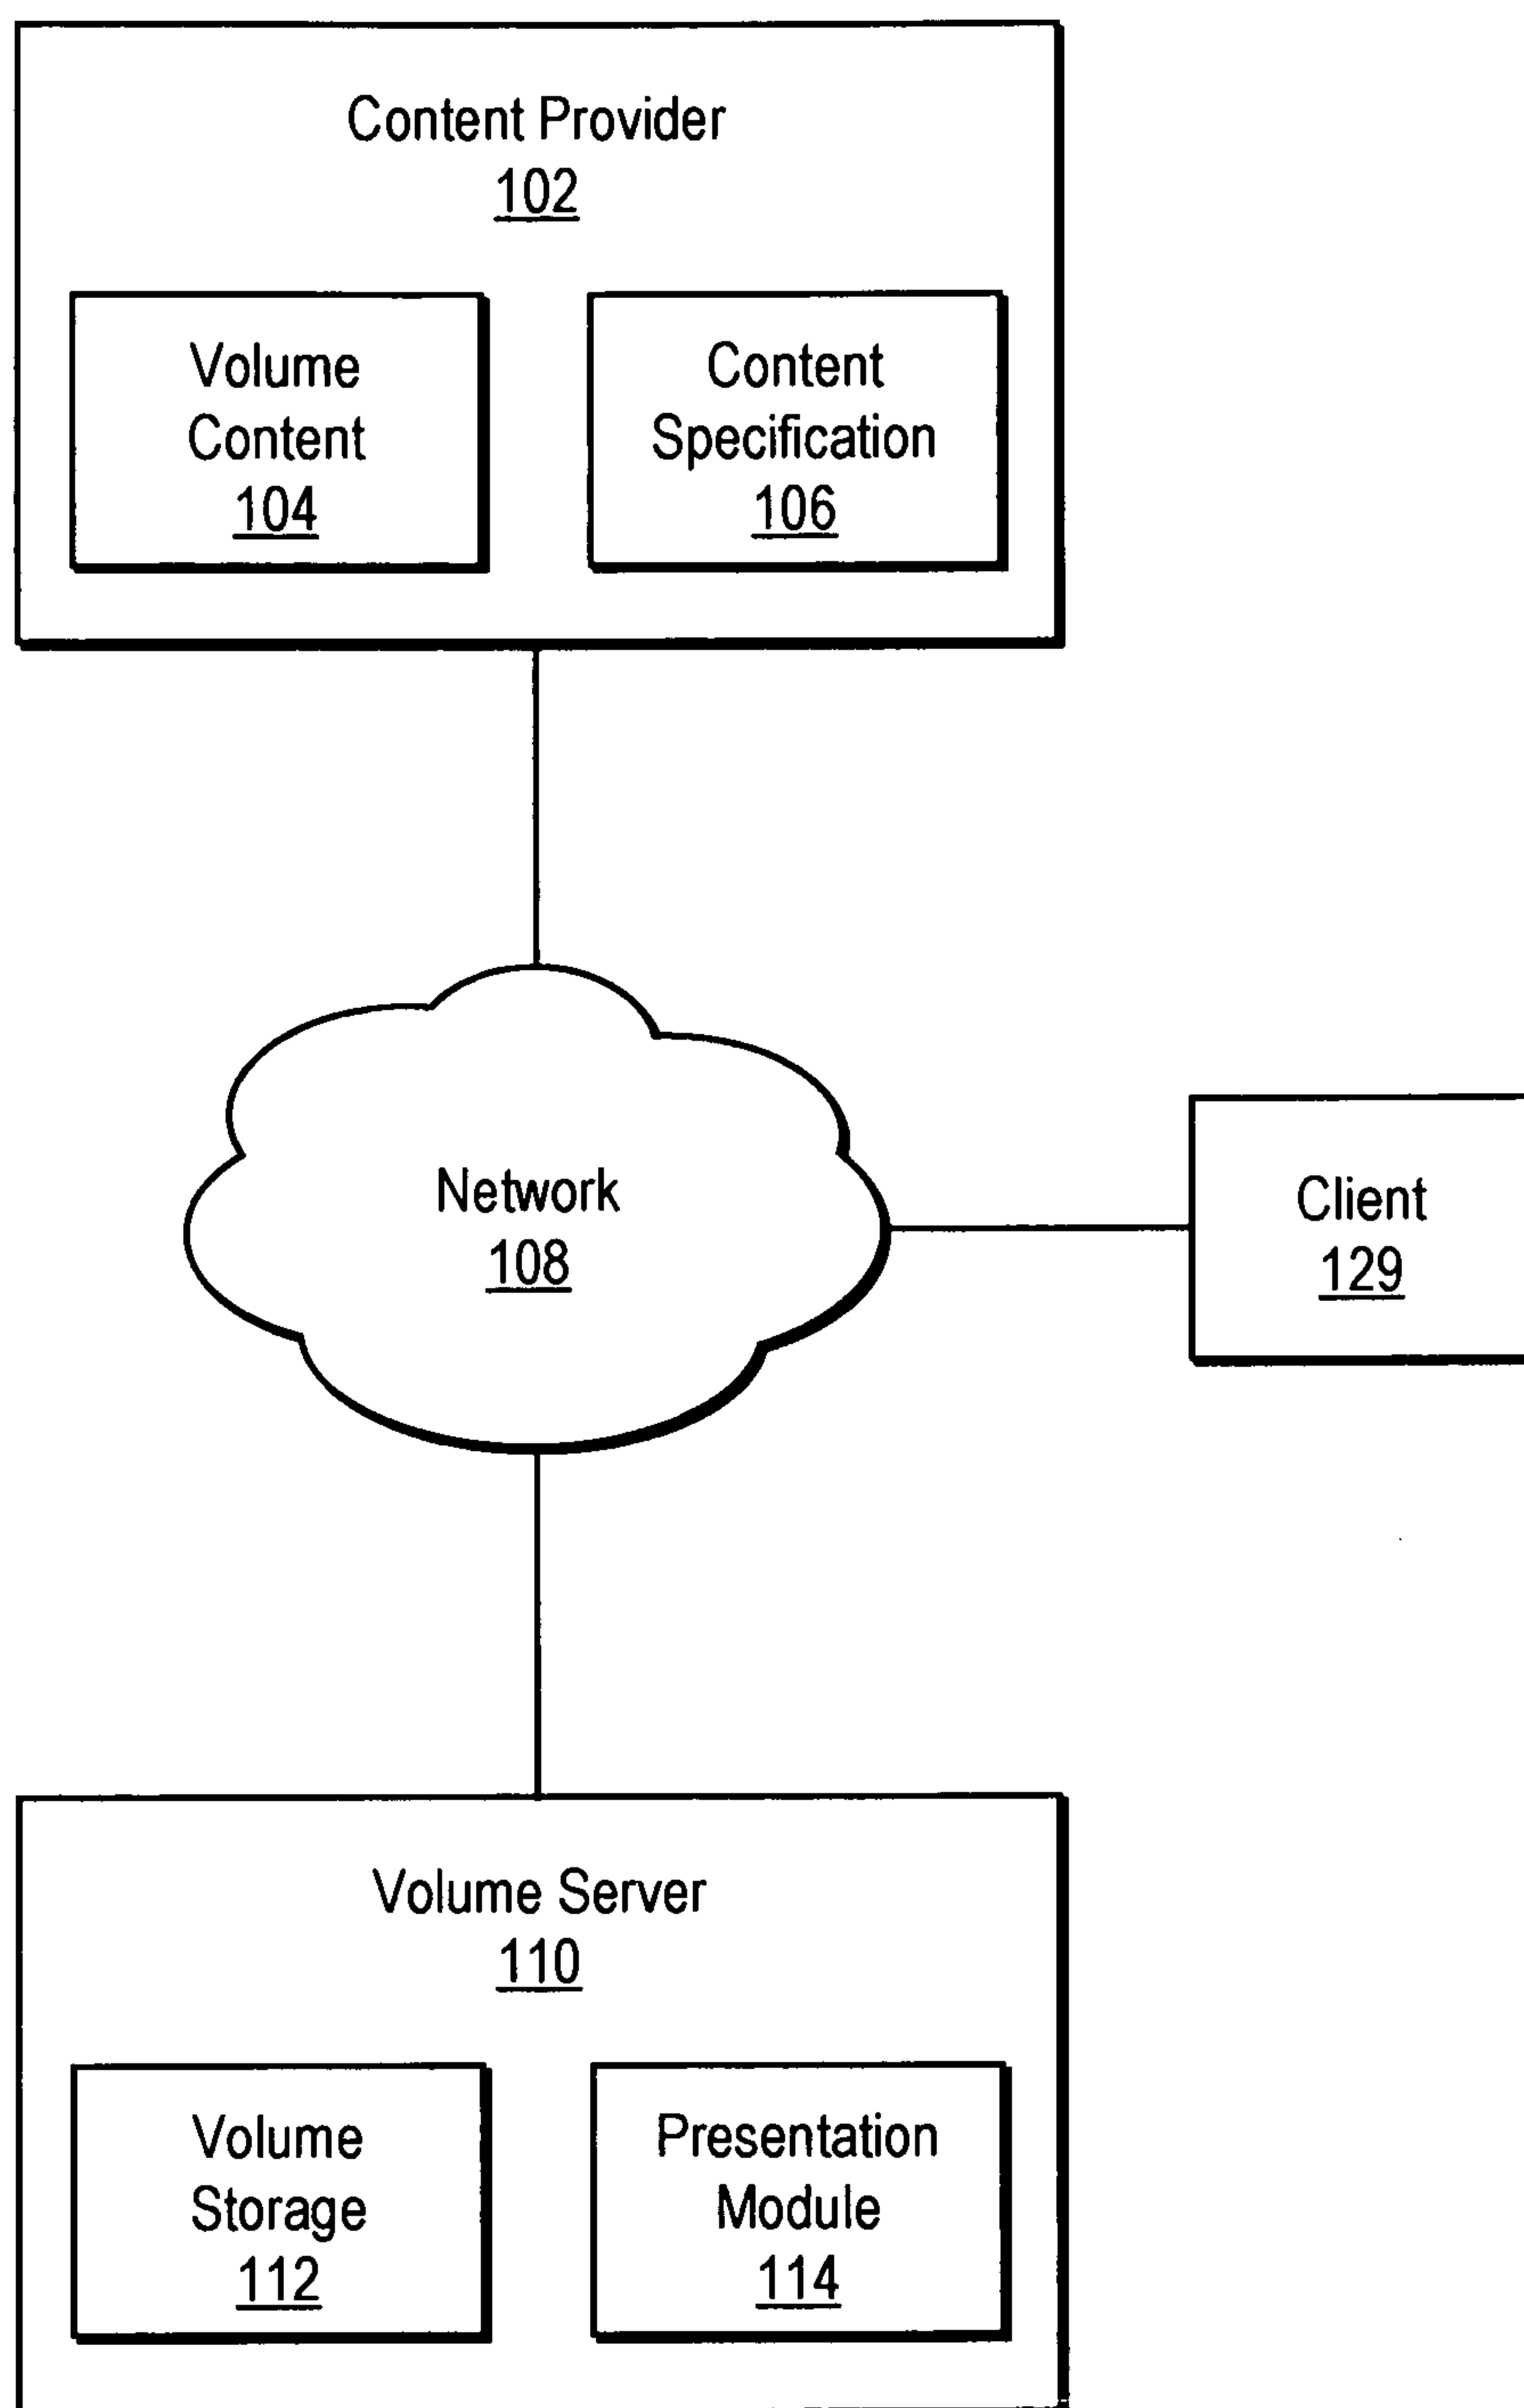 Content Provider
102
Volume
Content
104
Content
Specification
106
Network
108
Client
129
Volume Server
110
Volume
Storage
112
Presentation
Module
114